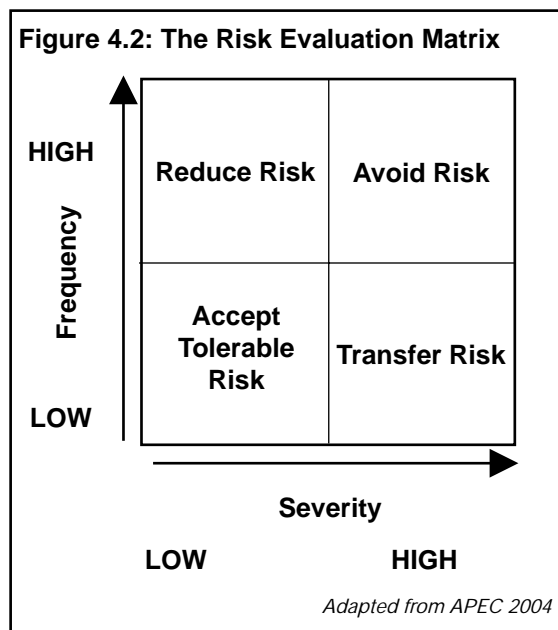 Figure 4.2: The Risk Evaluation Matrix
HIGH
Frequency
LOW
Reduce Risk
Avoid Risk
Accept
Tolerable
Risk
Transfer Risk
Severity
LOW
HIGH
Adapted from APEC 2004